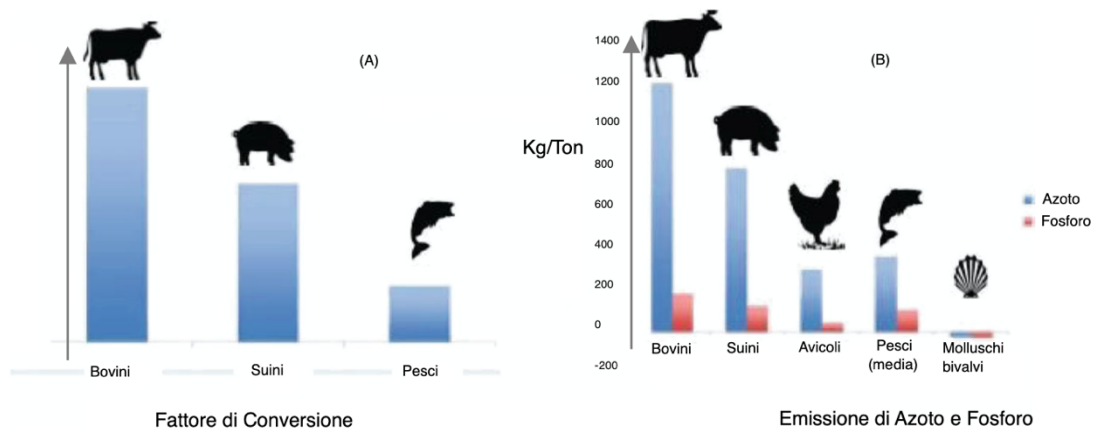 (A)
Bovini
Suini
Pesci
Fattore di Conversione
(B)
Kg/Ton
1400
1200
1000
800
600
400
200
0
-200
Azoto
Fosforo
Bovini
Suini
Avicoli
Pesci
(media)
Molluschi
bivalvi
Emissione di Azoto e Fosforo